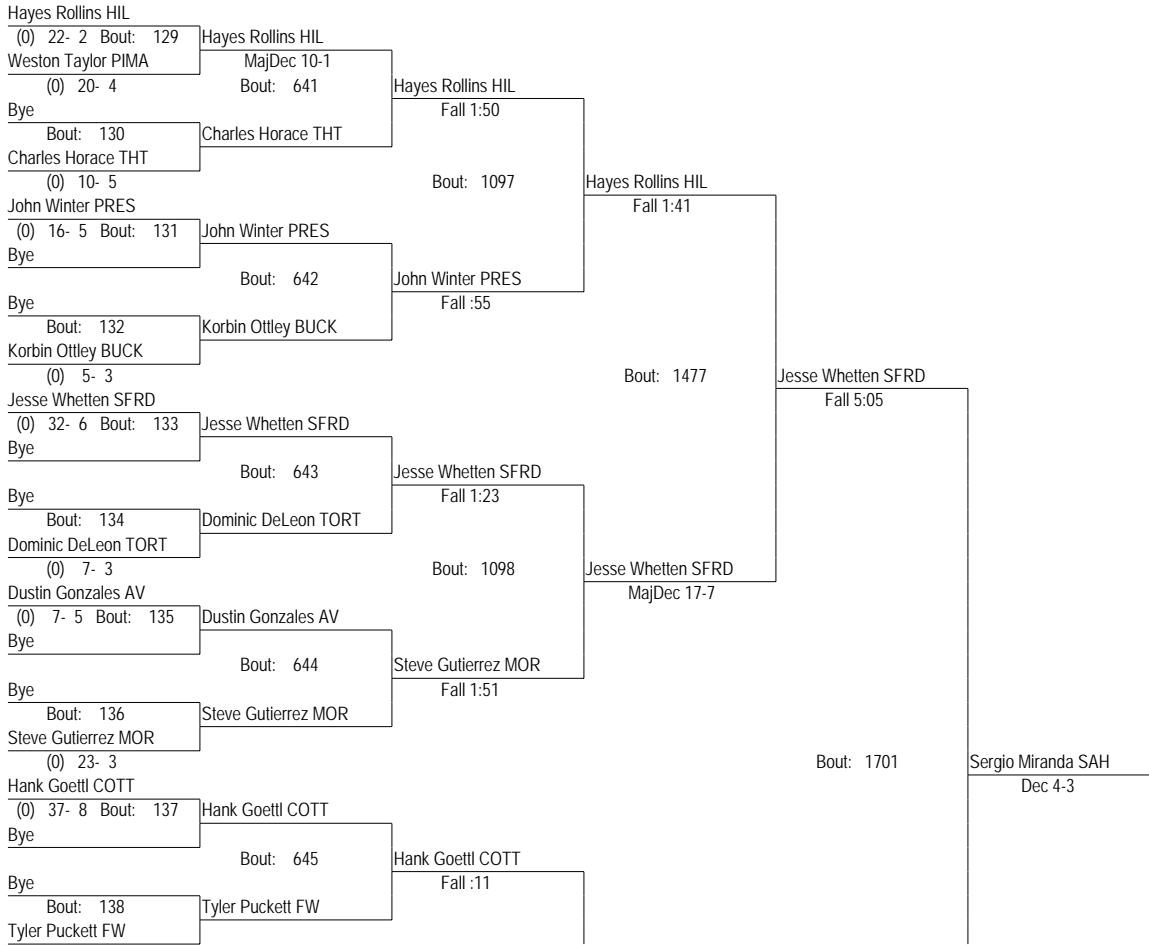 Hayes Rollins HIL
(0) 22- 2 Bout: 129 Hayes Rollins HIL
Weston Taylor PIMA MajDec 10-1
(0) 20- 4 Bout: 641 Hayes Rollins HIL
Bye Fall 1:50
Bout: 130 Charles Horace THT
Charles Horace THT
(0) 10- 5 Bout: 1097 Hayes Rollins HIL
John Winter PRES Fall 1:41
(0) 16- 5 Bout: 131 John Winter PRES
Bye
Bout: 642 John Winter PRES
Bye Fall :55
Bout: 132 Korbin Ottley BUCK
Korbin Ottley BUCK
(0) 5- 3 Bout: 1477 Jesse Whetten SFRD
Jesse Whetten SFRD Fall 5:05
(0) 32- 6 Bout: 133 Jesse Whetten SFRD
Bye
Bout: 643 Jesse Whetten SFRD
Bye Fall 1:23
Bout: 134 Dominic DeLeon TORT
Dominic DeLeon TORT
(0) 7- 3 Bout: 1098 Jesse Whetten SFRD
Dustin Gonzales AV MajDec 17-7
(0) 7- 5 Bout: 135 Dustin Gonzales AV
Bye
Bout: 644 Steve Gutierrez MOR
Bye Fall 1:51
Bout: 136 Steve Gutierrez MOR
Steve Gutierrez MOR
(0) 23- 3 Bout: 1701 Sergio Miranda SAH
Hank Goettl COTT Dec 4-3
(0) 37- 8 Bout: 137 Hank Goettl COTT
Bye
Bout: 645 Hank Goettl COTT
Bye Fall :11
Bout: 138 Tyler Puckett FW
Tyler Puckett FW